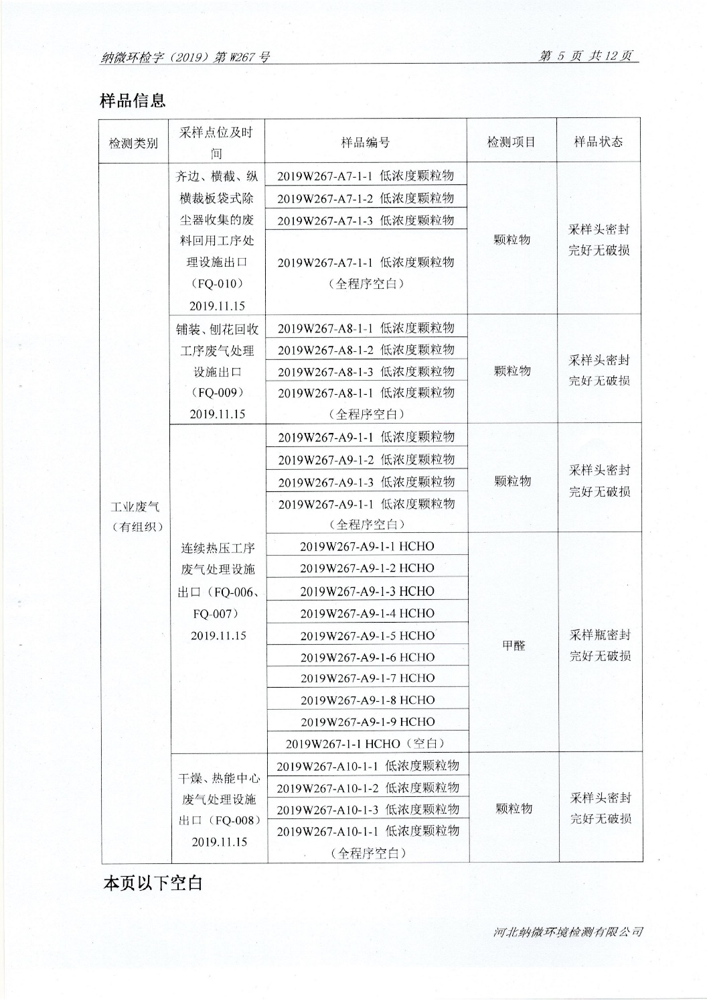 纳微环检字（2019）第 W267 号
第 5 页 共 12 页
样品信息
检测类别
采样点位及时
间
样品编号
检测项目
样品状态
工业废气
（有组织）
齐边、横截、纵
横裁板袋式除
尘器收集的废
料回用工序处
理设施出口
（FQ-010）
2019.11.15
2019W267-A7-1-1 低浓度颗粒物
2019W267-A7-1-2 低浓度颗粒物
2019W267-A7-1-3 低浓度颗粒物
2019W267-A7-1-1 低浓度颗粒物
（全程序空白）
颗粒物
采样头密封
完好无破损
铺装、刨花回收
工序废气处理
设施出口
（FQ-009）
2019.11.15
2019W267-A8-1-1 低浓度颗粒物
2019W267-A8-1-2 低浓度颗粒物
2019W267-A8-1-3 低浓度颗粒物
2019W267-A8-1-1 低浓度颗粒物
（全程序空白）
颗粒物
采样头密封
完好无破损
连续热压工序
废气处理设施
出口（FQ-006、
FQ-007）
2019.11.15
2019W267-A9-1-1 低浓度颗粒物
2019W267-A9-1-2 低浓度颗粒物
2019W267-A9-1-3 低浓度颗粒物
2019W267-A9-1-1 低浓度颗粒物
（全程序空白）
颗粒物
采样头密封
完好无破损
2019W267-A9-1-1 HCHO
2019W267-A9-1-2 HCHO
2019W267-A9-1-3 HCHO
2019W267-A9-1-4 HCHO
2019W267-A9-1-5 HCHO
2019W267-A9-1-6 HCHO
2019W267-A9-1-7 HCHO
2019W267-A9-1-8 HCHO
2019W267-A9-1-9 HCHO
2019W267-1-1 HCHO（空白）
甲醛
采样瓶密封
完好无破损
干燥、热能中心
废气处理设施
出口（FQ-008）
2019.11.15
2019W267-A10-1-1 低浓度颗粒物
2019W267-A10-1-2 低浓度颗粒物
2019W267-A10-1-3 低浓度颗粒物
2019W267-A10-1-1 低浓度颗粒物
（全程序空白）
颗粒物
采样头密封
完好无破损
本页以下空白
河北纳微环境检测有限公司